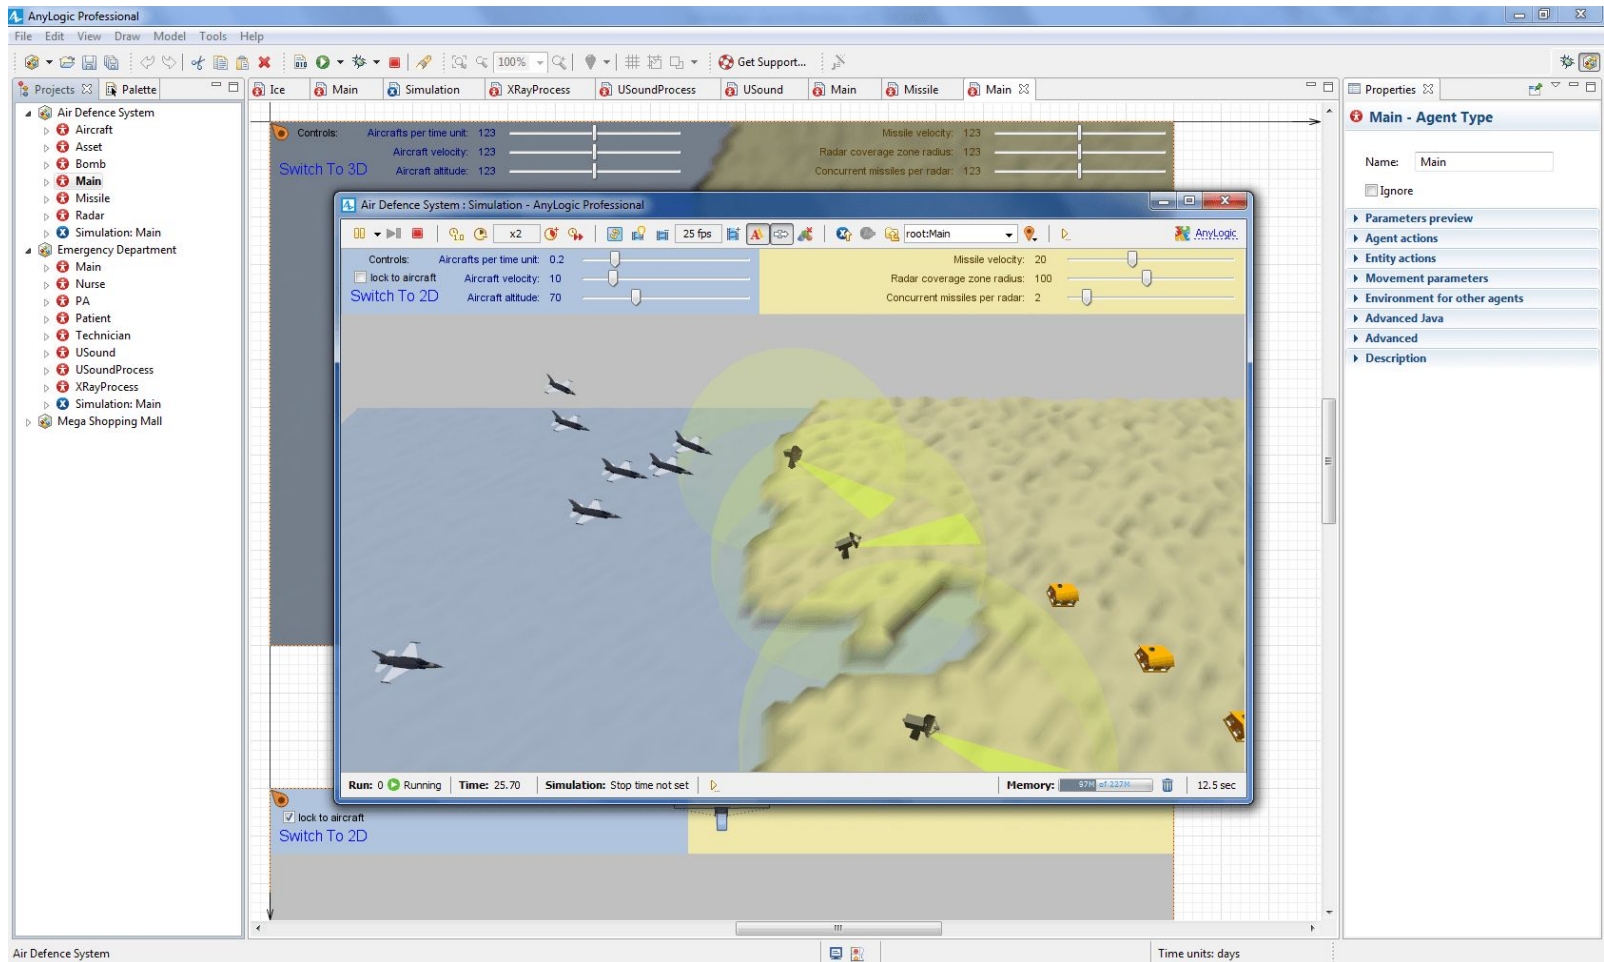 AnyLogic Professional
File Edit View Draw Model Tools Help
100% Get Support...
Projects Palette
Ice Main Simulation XRayProcess USoundProcess USound Main Missile Main
Properties
Air Defence System
Aircraft
Asset
Bomb
Main
Missile
Radar
Simulation: Main
Emergency Department
Main
Nurse
PA
Patient
Technician
USound
USoundProcess
XRayProcess
Simulation: Main
Mega Shopping Mall
Controls: Aircrafts per time unit: 123 Missile velocity: 123
Aircraft velocity: 123 Radar coverage zone radius: 123
Switch To 3D Aircraft altitude: 123 Concurrent missiles per radar: 123
Air Defence System : Simulation - AnyLogic Professional
x2 25 fps root:Main AnyLogic
Controls: Aircrafts per time unit: 0.2 Missile velocity: 20
lock to aircraft Aircraft velocity: 10 Radar coverage zone radius: 100
Switch To 2D Aircraft altitude: 70 Concurrent missiles per radar: 2
Run: 0 Running Time: 25.70 Simulation: Stop time not set Memory: 97M of 227M 12.5 sec
lock to aircraft
Switch To 2D
Main - Agent Type
Name: Main
Ignore
Parameters preview
Agent actions
Entity actions
Movement parameters
Environment for other agents
Advanced Java
Advanced
Description
Air Defence System Time units: days